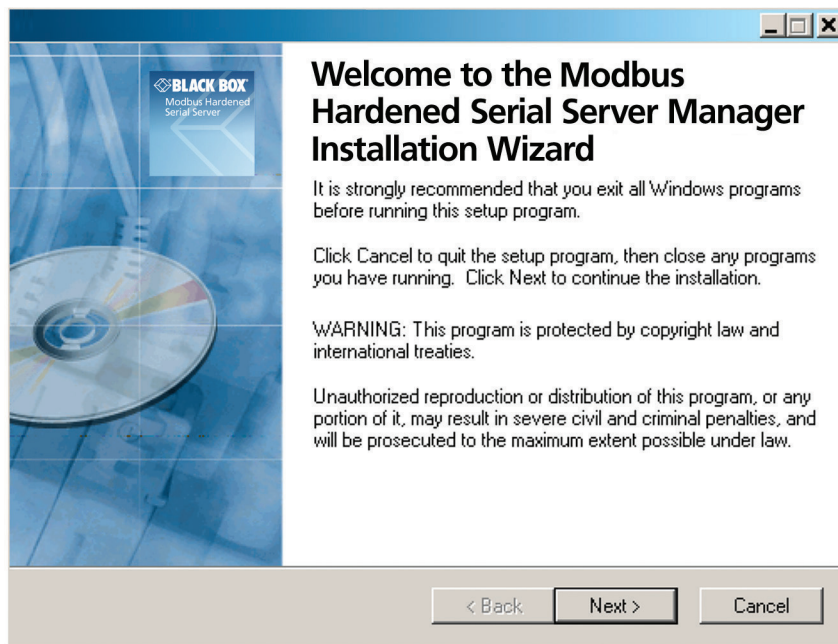 BLACK BOX
Modbus Hardened
Serial Server
Welcome to the Modbus
Hardened Serial Server Manager
Installation Wizard
It is strongly recommended that you exit all Windows programs
before running this setup program.
Click Cancel to quit the setup program, then close any programs
you have running.  Click Next to continue the installation.
WARNING: This program is protected by copyright law and
international treaties.
Unauthorized reproduction or distribution of this program, or any
portion of it, may result in severe civil and criminal penalties, and
will be prosecuted to the maximum extent possible under law.
< Back
Next >
Cancel